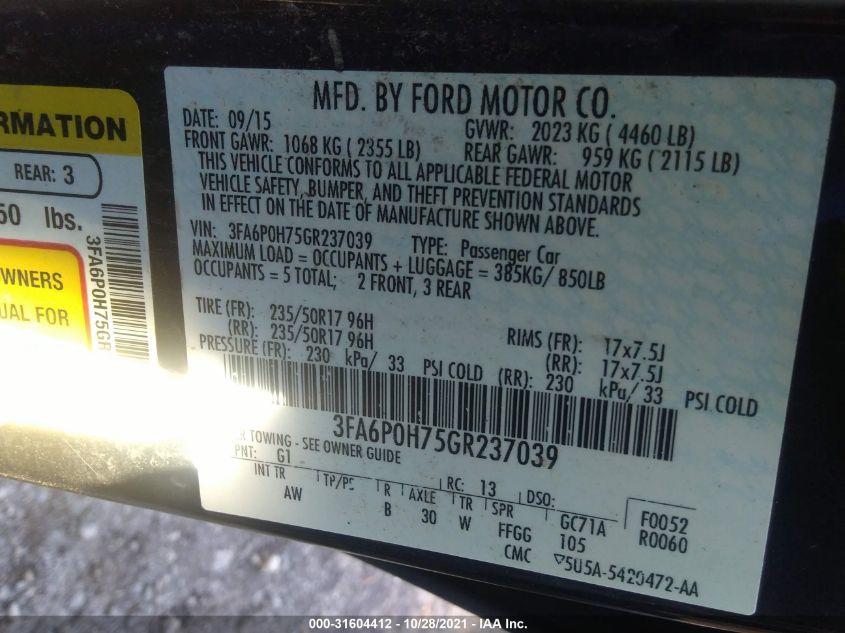 RMATION
REAR: 3
50 lbs.
WNERS
UAL FOR
3FA6P0H75GR
MFD. BY FORD MOTOR CO.
DATE: 09/15 GVWR: 2023 KG ( 4460 LB)
FRONT GAWR: 1068 KG ( 2355 LB) REAR GAWR: 959 KG ( 2115 LB)
THIS VEHICLE CONFORMS TO ALL APPLICABLE FEDERAL MOTOR
VEHICLE SAFETY, BUMPER, AND THEFT PREVENTION STANDARDS
IN EFFECT ON THE DATE OF MANUFACTURE SHOWN ABOVE.
VIN: 3FA6P0H75GR237039 TYPE: Passenger Car
MAXIMUM LOAD = OCCUPANTS + LUGGAGE = 385KG/ 850LB
OCCUPANTS = 5 TOTAL; 2 FRONT, 3 REAR
TIRE (FR): 235/50R17 96H RIMS (FR): 17x7.5J
(RR): 235/50R17 96H (RR): 17x7.5J
PRESSURE (FR): 230 kPa/ 33 PSI COLD (RR): 230 kPa/ 33 PSI COLD
3FA6P0H75GR237039
TOWING - SEE OWNER GUIDE
PNT: G1 RC: 13 DSO: F0052
INT TR TP/PS R AXLE TR SPR GC71A R0060
AW B 30 W FFGG 105
CMC ▽5U5A-5420472-AA
000-31604412 - 10/28/2021 - IAA Inc.